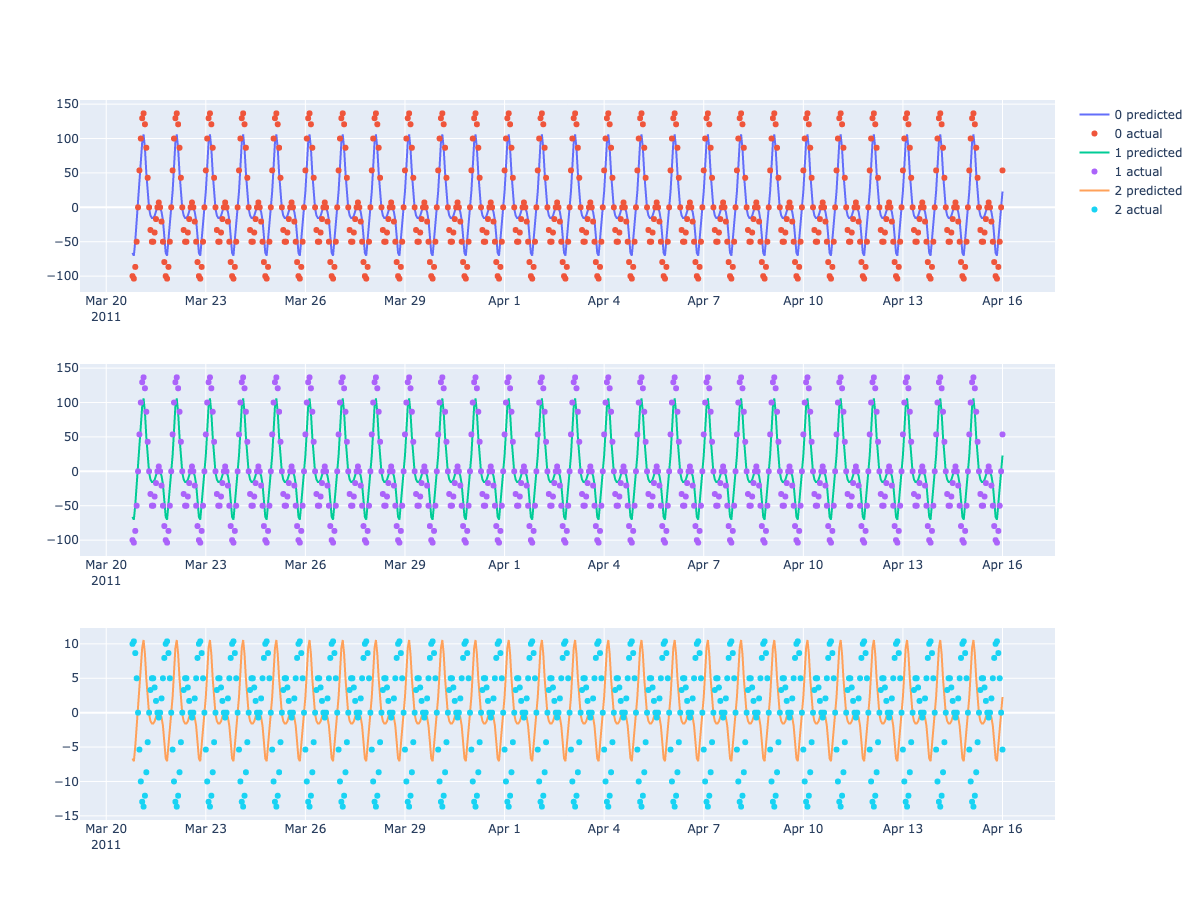 150
100
50
0
−50
−100
Mar 20
2011
Mar 23
Mar 26
Mar 29
Apr 1
Apr 4
Apr 7
Apr 10
Apr 13
Apr 16
0 predicted
0 actual
1 predicted
1 actual
2 predicted
2 actual
150
100
50
0
−50
−100
Mar 20
2011
Mar 23
Mar 26
Mar 29
Apr 1
Apr 4
Apr 7
Apr 10
Apr 13
Apr 16
10
5
0
−5
−10
−15
Mar 20
2011
Mar 23
Mar 26
Mar 29
Apr 1
Apr 4
Apr 7
Apr 10
Apr 13
Apr 16